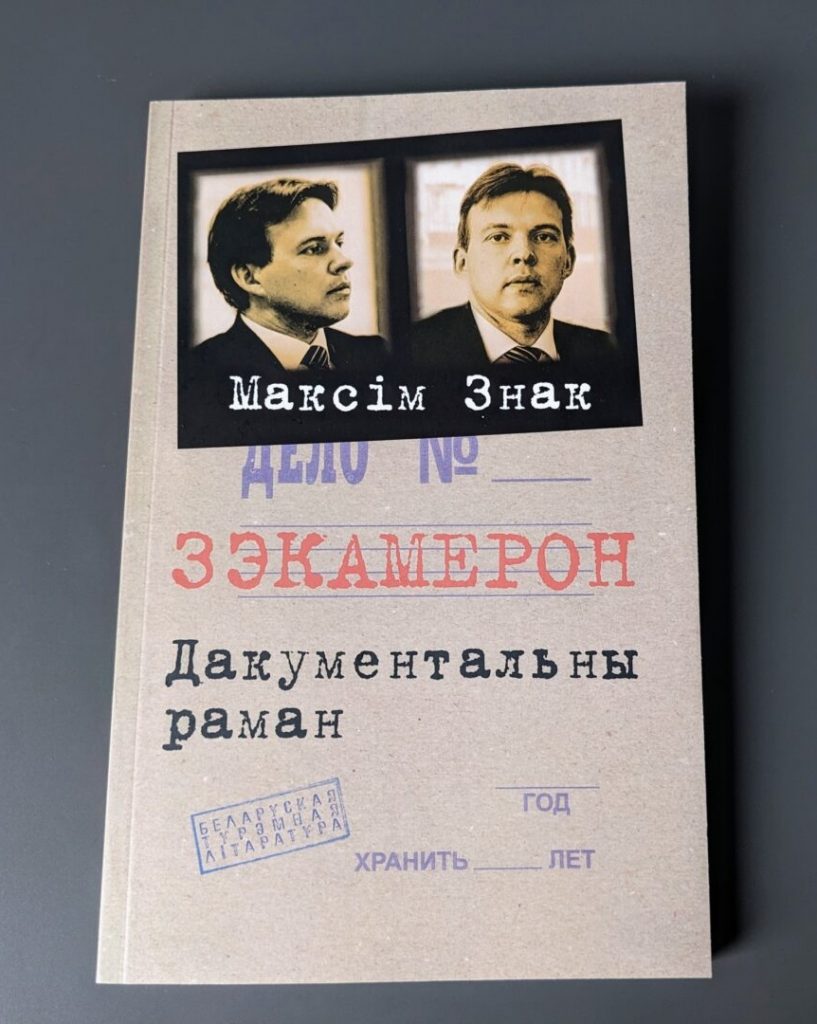 Максім Знак
ДЕЛО №
ЗЭКАМЕРОН
Дакументальны
раман
БЕЛАРУСКАЯ
ТУРЭМНАЯ
ЛІТАРАТУРА
ГОД
ХРАНИТЬ ЛЕТ